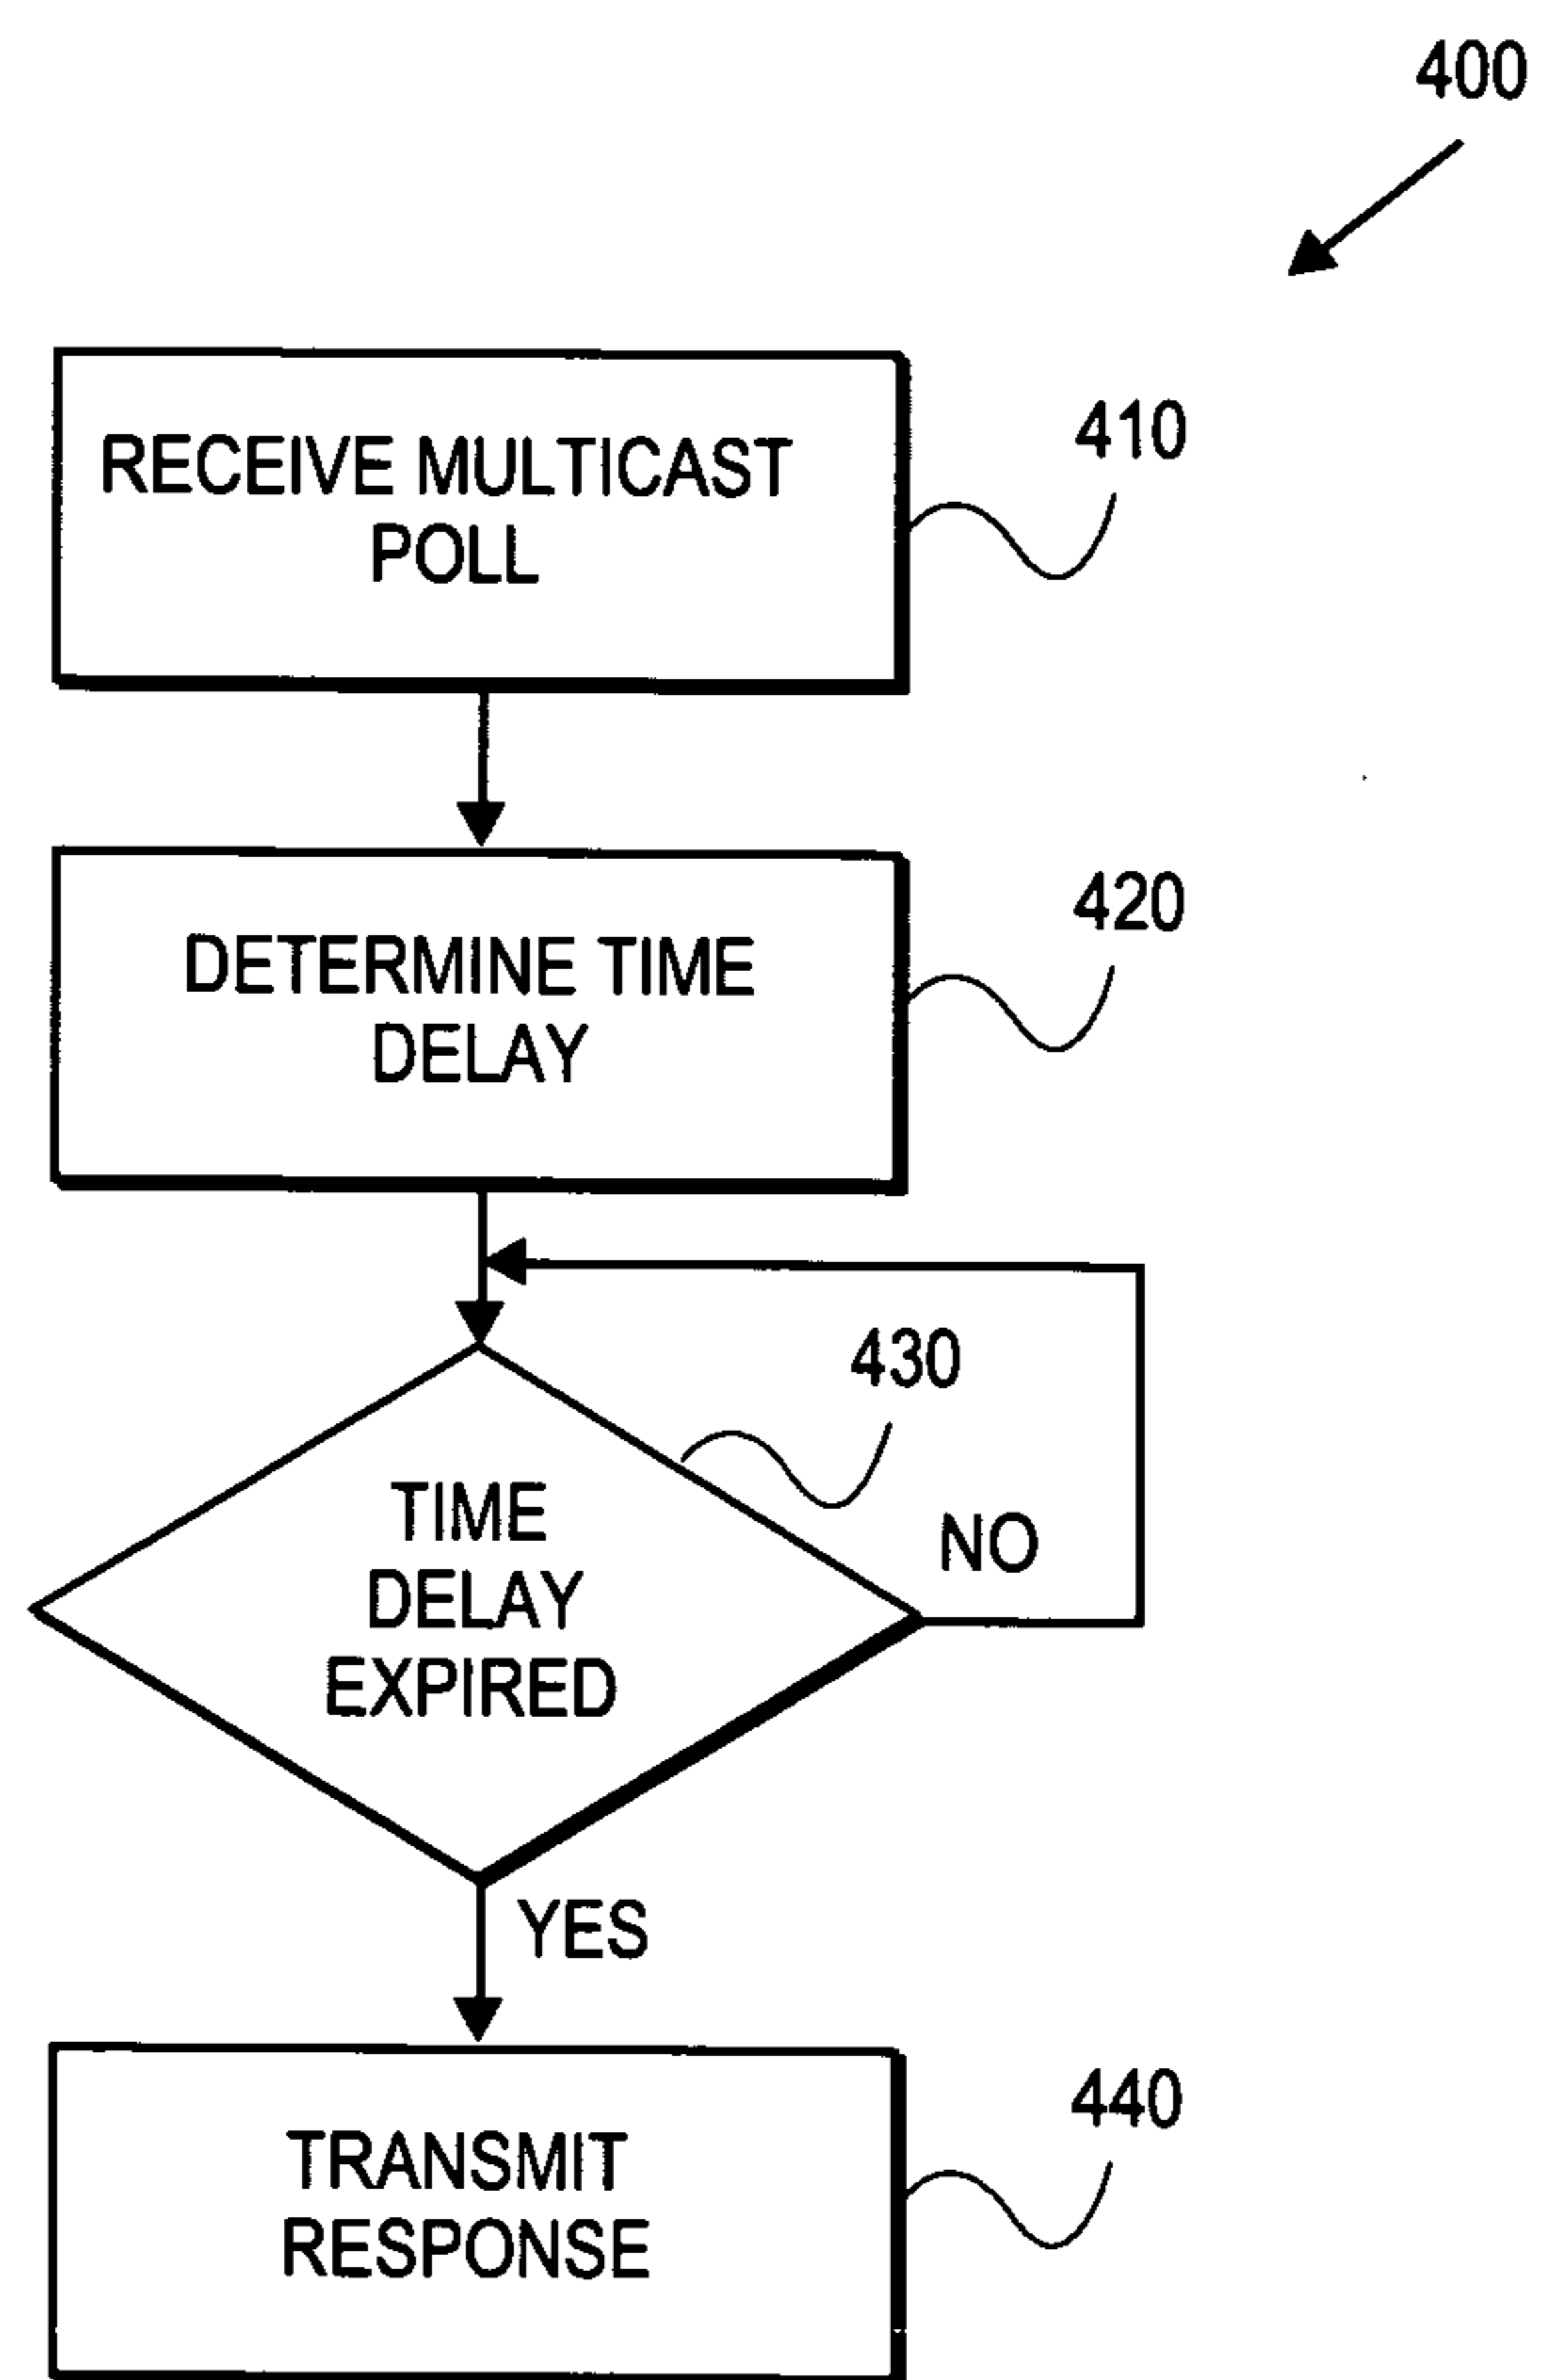 400
RECEIVE MULTICAST
POLL
410
DETERMINE TIME
DELAY
420
430
TIME
DELAY
EXPIRED
NO
YES
TRANSMIT
RESPONSE
440